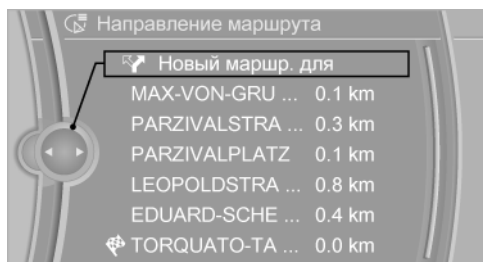 Направление маршрута
Новый маршр. для
MAX-VON-GRU ... 0.1 km
PARZIVALSTRA ... 0.3 km
PARZIVALPLATZ 0.1 km
LEOPOLDSTRA ... 0.8 km
EDUARD-SCHE ... 0.4 km
TORQUATO-TA ... 0.0 km